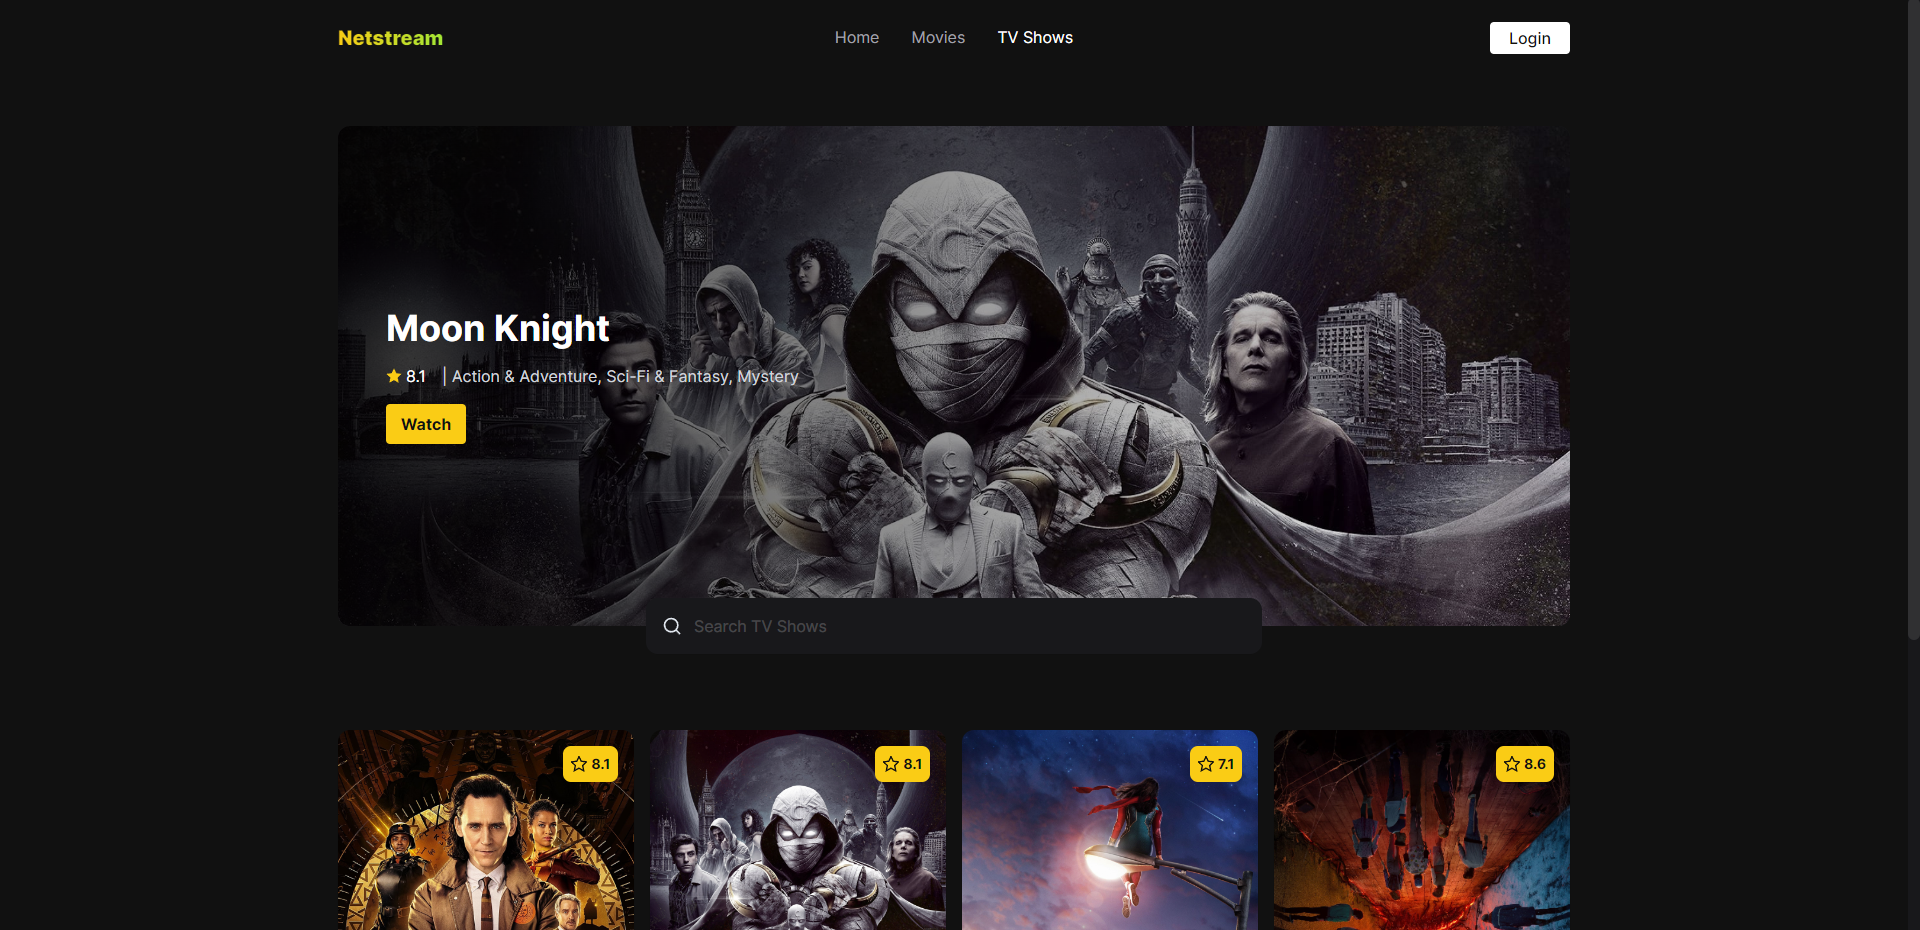 Netstream
Home Movies TV Shows
Login
Moon Knight
8.1 | Action & Adventure, Sci-Fi & Fantasy, Mystery
Watch
Search TV Shows
8.1
8.1
7.1
8.6